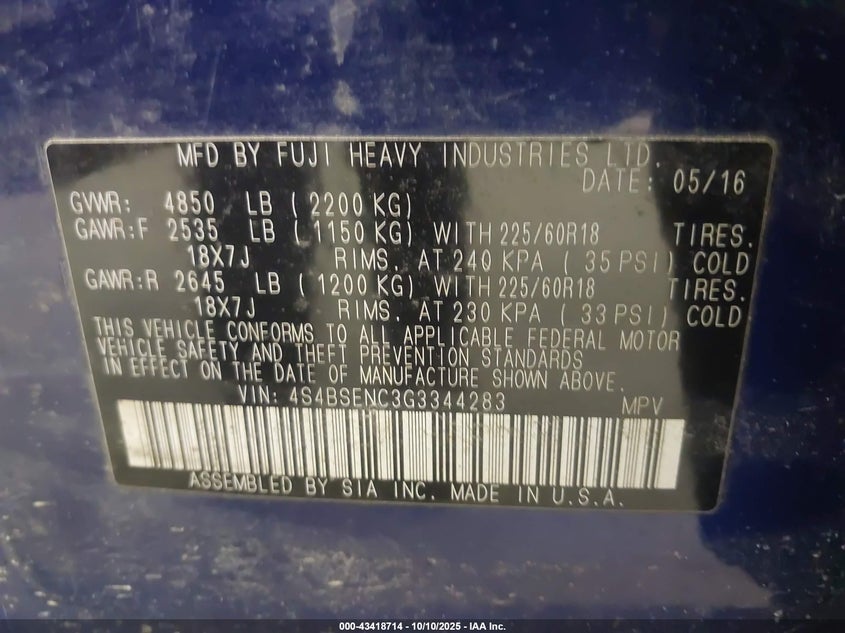 MFD BY FUJI HEAVY INDUSTRIES LTD.
DATE: 05/16
GVWR: 4850 LB ( 2200 KG)
GAWR:F 2535 LB ( 1150 KG) WITH 225/60R18 TIRES.
18X7J RIMS. AT 240 KPA ( 35 PSI) COLD
GAWR:R 2645 LB ( 1200 KG) WITH 225/60R18 TIRES.
18X7J RIMS. AT 230 KPA ( 33 PSI) COLD
THIS VEHICLE CONFORMS TO ALL APPLICABLE FEDERAL MOTOR
VEHICLE SAFETY AND THEFT PREVENTION STANDARDS
IN EFFECT ON THE DATE OF MANUFACTURE SHOWN ABOVE.
VIN: 4S4BSENC3G3344283 MPV
ASSEMBLED BY SIA INC. MADE IN U.S.A.
000-43418714 - 10/10/2025 - IAA Inc.